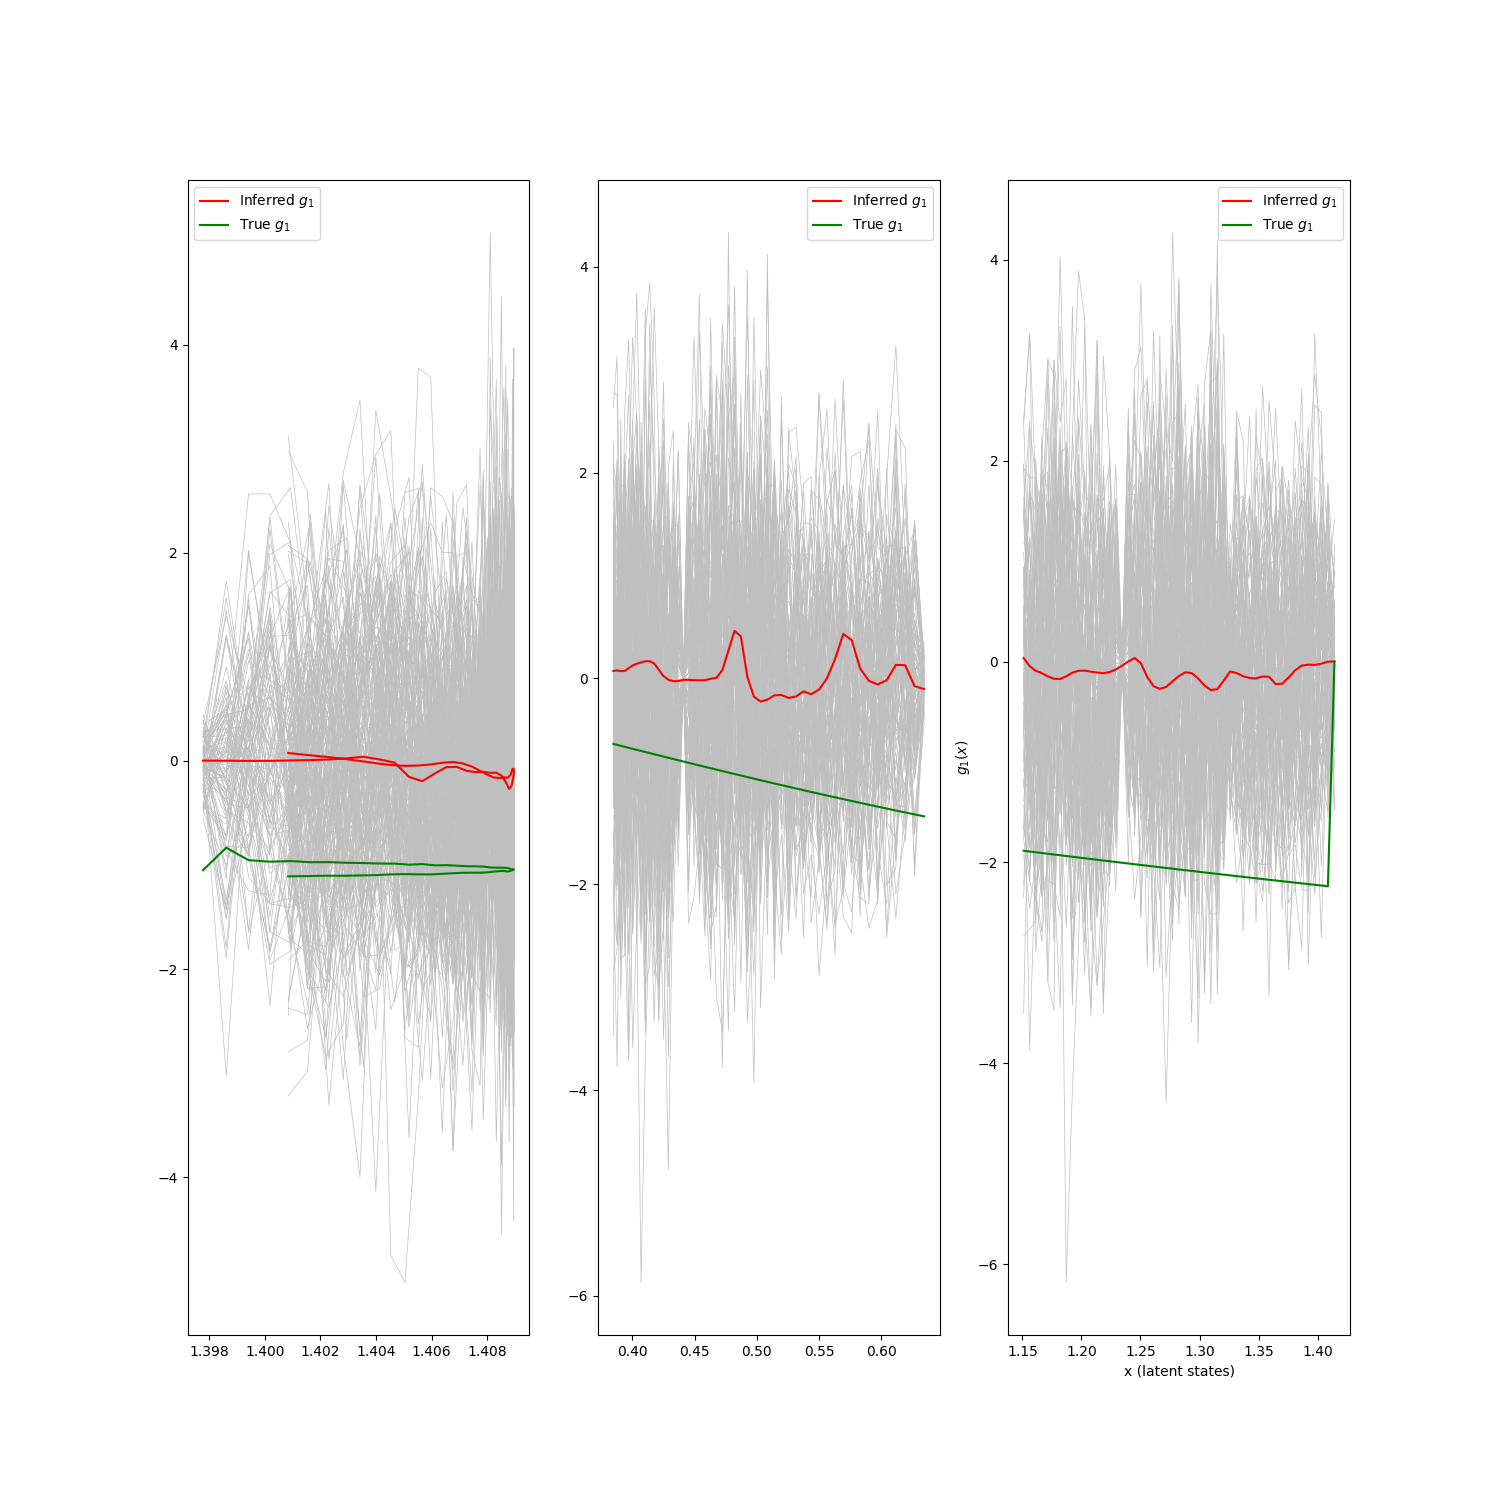 Inferred g₁
True g₁
4
2
0
−2
−4
1.398 1.400 1.402 1.404 1.406 1.408
Inferred g₁
True g₁
4
2
0
−2
−4
−6
0.40 0.45 0.50 0.55 0.60
Inferred g₁
True g₁
g₁(x)
4
2
0
−2
−4
−6
1.15 1.20 1.25 1.30 1.35 1.40
x (latent states)